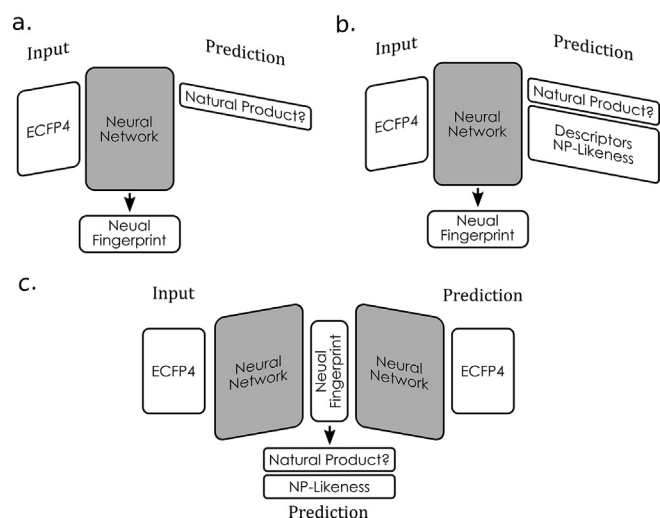 a.
Input
Prediction
ECFP4
Neural
Network
Natural Product?
Neual
Fingerprint
b.
Input
Prediction
ECFP4
Neural
Network
Natural Product?
Descriptors
NP-Likeness
Neual
Fingerprint
c.
Input
Prediction
ECFP4
Neural
Network
Neual
Fingerprint
Neural
Network
ECFP4
Natural Product?
NP-Likeness
Prediction